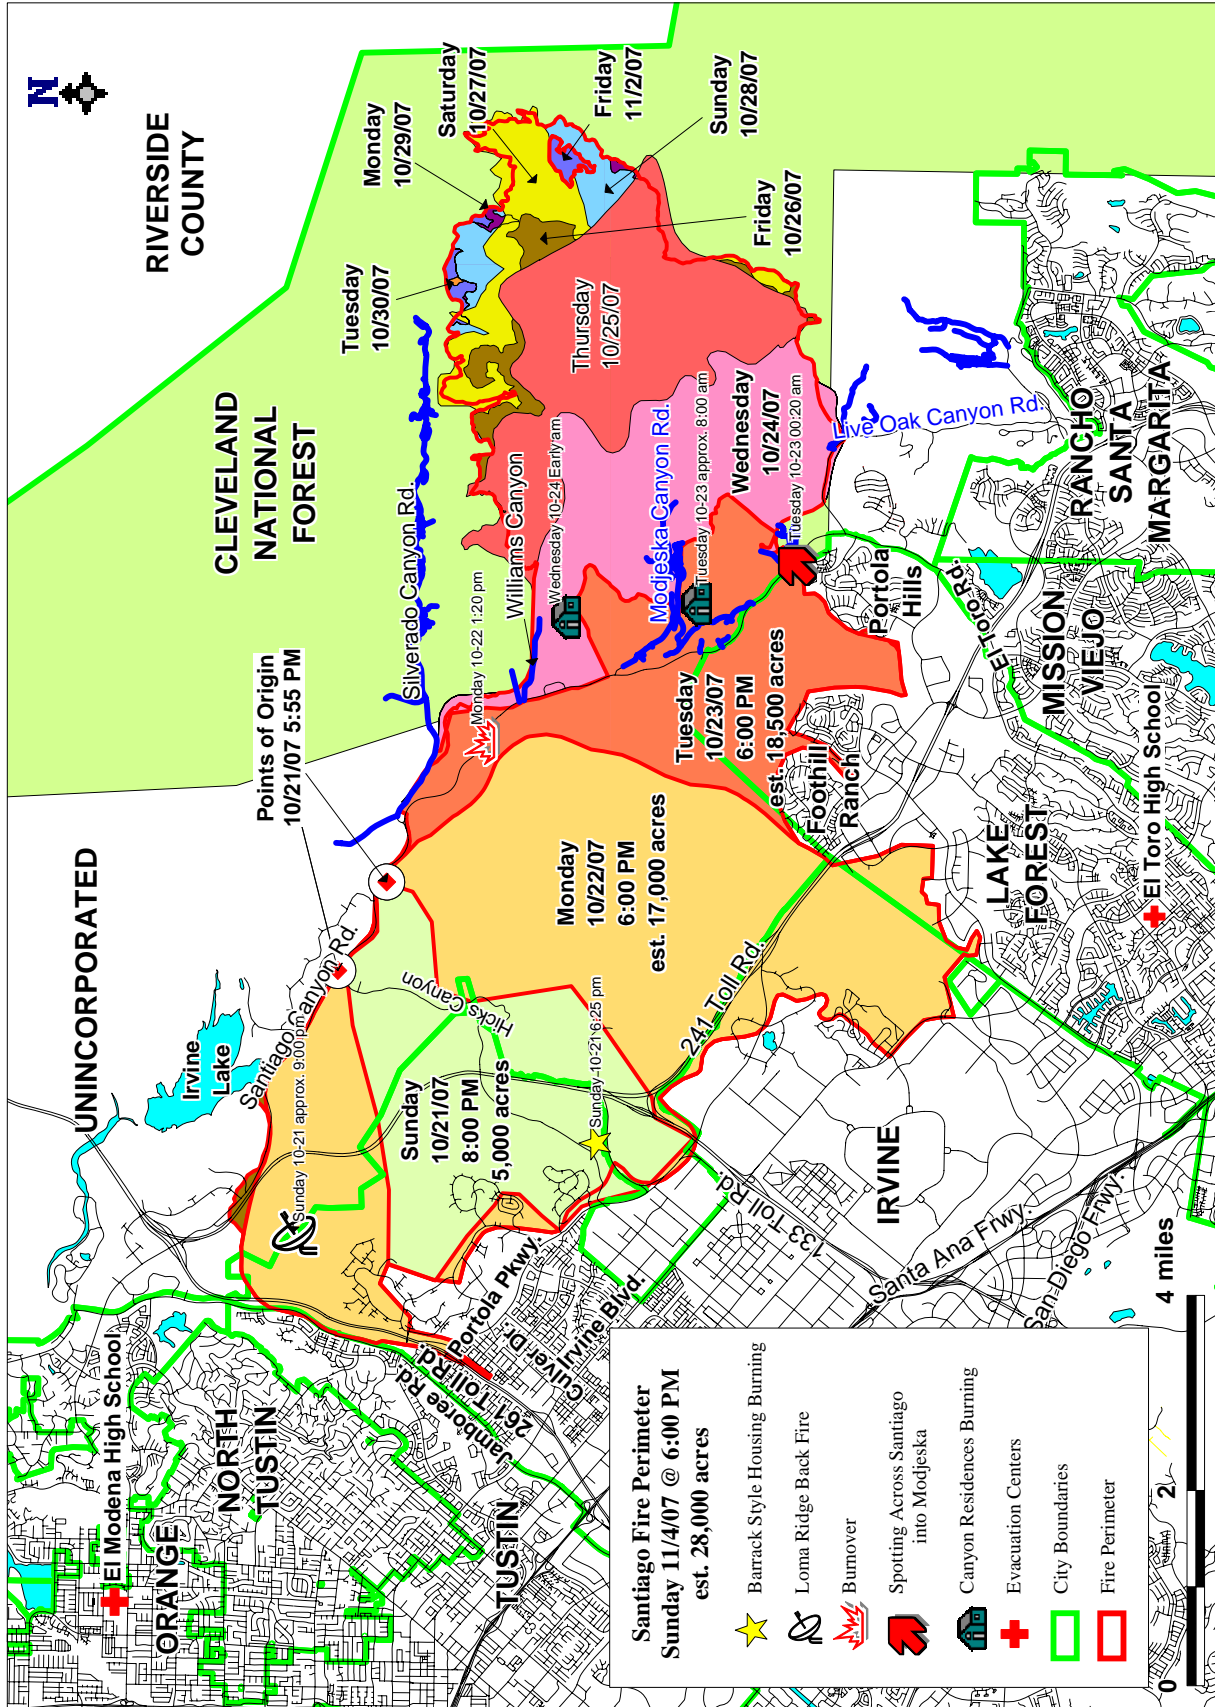 N
RIVERSIDE
COUNTY
CLEVELAND
NATIONAL
FOREST
UNINCORPORATED
Points of Origin
10/21/07 5:55 PM
Tuesday
10/30/07
Monday
10/29/07
Saturday
10/27/07
Friday
11/2/07
Sunday
10/28/07
Friday
10/26/07
Thursday
10/25/07
Wednesday
10/24/07
Tuesday
10/23/07
6:00 PM
est. 18,500 acres
Monday
10/22/07
6:00 PM
est. 17,000 acres
Sunday
10/21/07
8:00 PM
5,000 acres
Silverado Canyon Rd.
Williams Canyon
Modjeska Canyon Rd.
Live Oak Canyon Rd.
Monday 10-22 1:20 pm
Wednesday 10-24 Early am
Tuesday 10-23 approx. 8:00 am
Tuesday 10-23 00:20 am
Sunday 10-21 approx. 9:00 pm
Sunday 10-21 6:25 pm
Irvine
Lake
Santiago Canyon Rd.
Hicks Canyon
241 Toll Rd.
133 Toll Rd.
261 Toll Rd.
Jamboree Rd.
Portola Pkwy.
Culver Dr.
Irvine Blvd.
Santa Ana Frwy.
San Diego Frwy.
El Toro Rd.
Portola
Hills
Foothill
Ranch
LAKE
FOREST
MISSION
VIEJO
RANCHO
SANTA
MARGARITA
IRVINE
TUSTIN
NORTH
TUSTIN
ORANGE
El Modena High School
El Toro High School
Santiago Fire Perimeter
Sunday 11/4/07 @ 6:00 PM
est. 28,000 acres
Barrack Style Housing Burning
Loma Ridge Back Fire
Burnover
Spotting Across Santiago
into Modjeska
Canyon Residences Burning
Evacuation Centers
City Boundaries
Fire Perimeter
0 2 4 miles